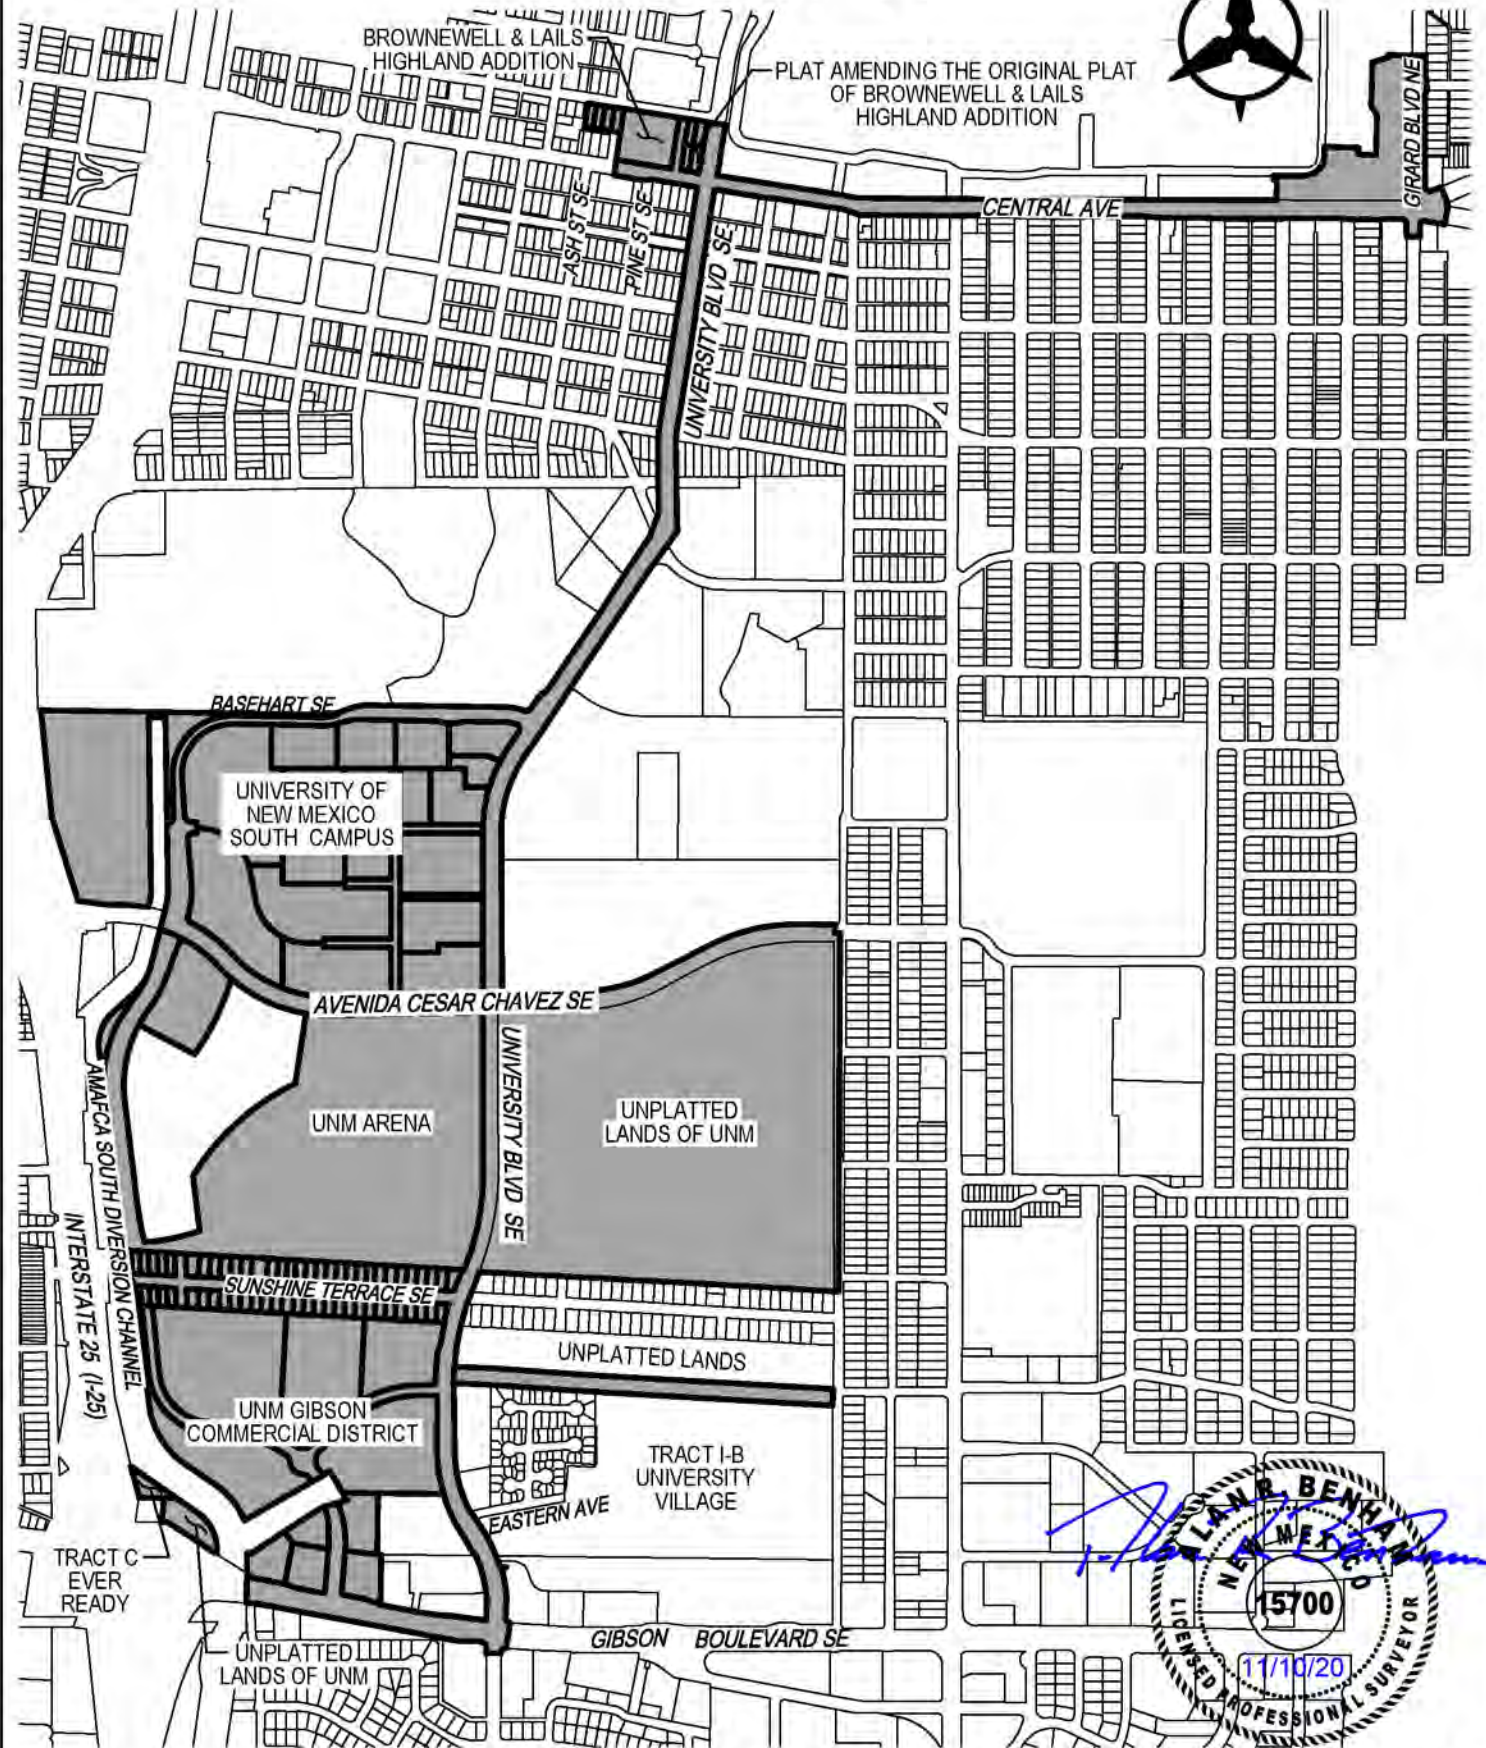 BROWNEWELL & LAILS
HIGHLAND ADDITION
PLAT AMENDING THE ORIGINAL PLAT
OF BROWNEWELL & LAILS
HIGHLAND ADDITION
GIRARD BLVD NE
CENTRAL AVE
ASH ST SE
PINE ST SE
UNIVERSITY BLVD SE
BASEHART SE
UNIVERSITY OF
NEW MEXICO
SOUTH CAMPUS
AVENIDA CESAR CHAVEZ SE
UNM ARENA
UNIVERSITY BLVD SE
UNPLATTED
LANDS OF UNM
AMAFCA SOUTH DIVERSION CHANNEL
INTERSTATE 25 (I-25)
SUNSHINE TERRACE SE
UNPLATTED LANDS
UNM GIBSON
COMMERCIAL DISTRICT
TRACT I-B
UNIVERSITY
VILLAGE
EASTERN AVE
TRACT C
EVER
READY
UNPLATTED
LANDS OF UNM
GIBSON BOULEVARD SE
ALAN R. BENHAM
NEW MEXICO
15700
11/10/20
LICENSED PROFESSIONAL SURVEYOR